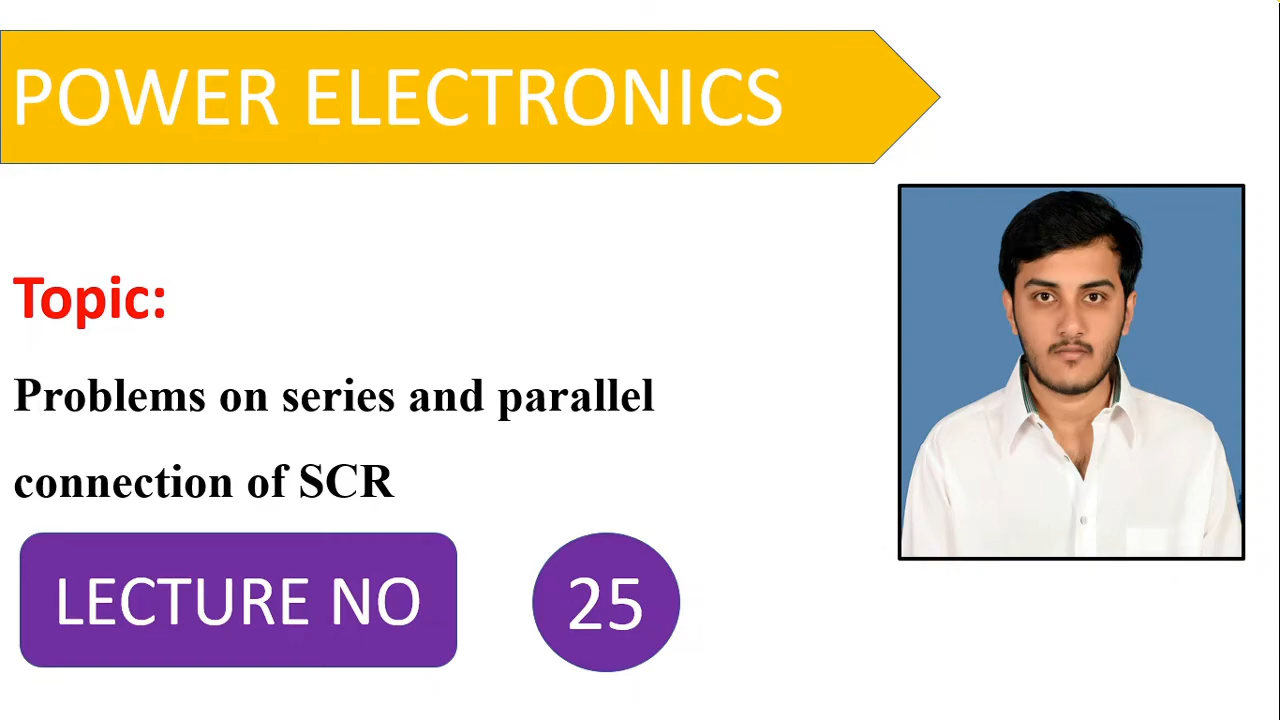 POWER ELECTRONICS
Topic:
Problems on series and parallel
connection of SCR
LECTURE NO
25